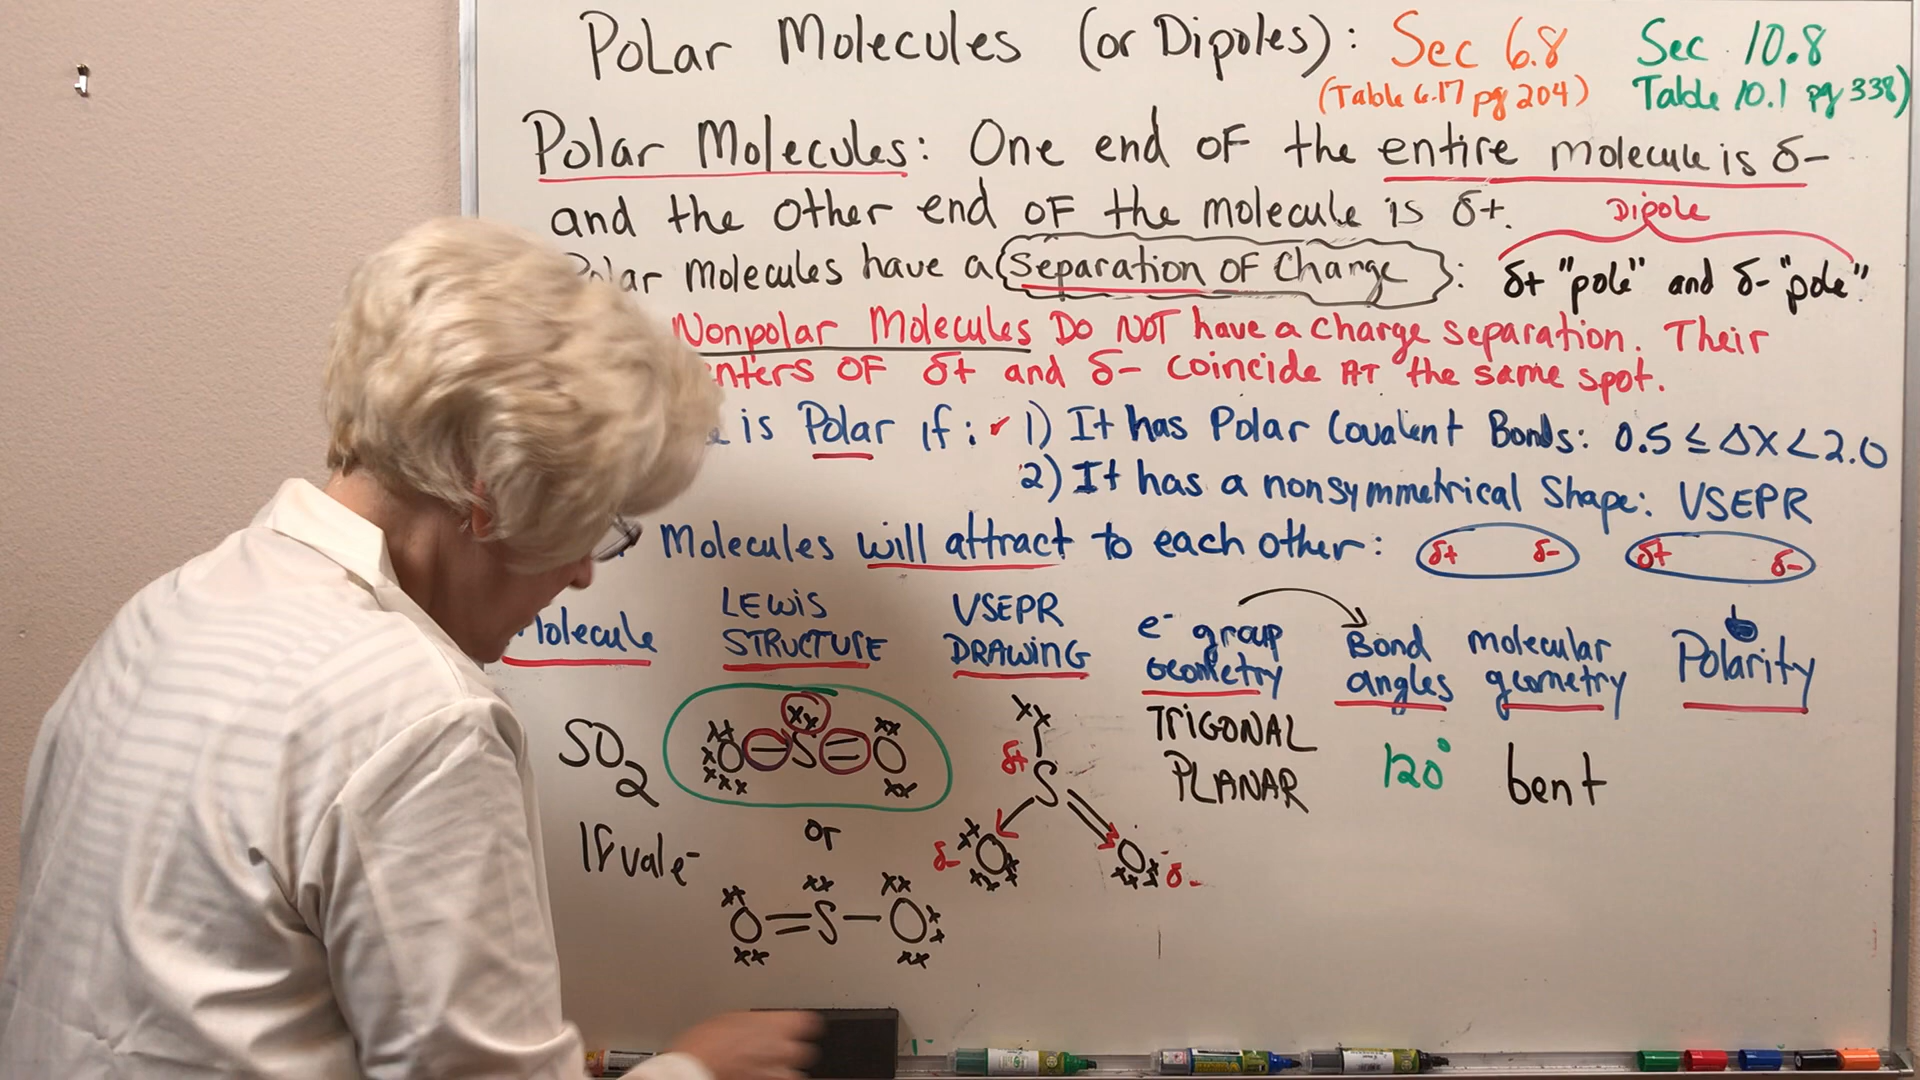 Polar Molecules (or Dipoles): Sec 6.8 Sec 10.8
(Table 6.17 pg 204) Table 10.1 pg 338)
Polar Molecules: One end of the entire molecule is δ-
and the other end of the molecule is δ+. Dipole
Polar Molecules have a Separation of Charge: δ+ "pole" and δ- "pole".
Nonpolar Molecules Do NOT have a charge separation. Their
enters of δ+ and δ- coincide AT the same spot.
is Polar if: ✓ 1) It has Polar Covalent Bonds: 0.5 ≤ ΔX < 2.0
2) It has a nonsymmetrical Shape: VSEPR
Molecules will attract to each other: δ+ δ- δ+ δ-
Molecule LEWIS STRUCTURE VSEPR DRAWING e- group Geometry Bond angles molecular geometry Polarity
SO2 xx O – S = O xx S δ+ TRIGONAL PLANAR 120° bent
or δ- O O δ-
18 val e-
O = S – O